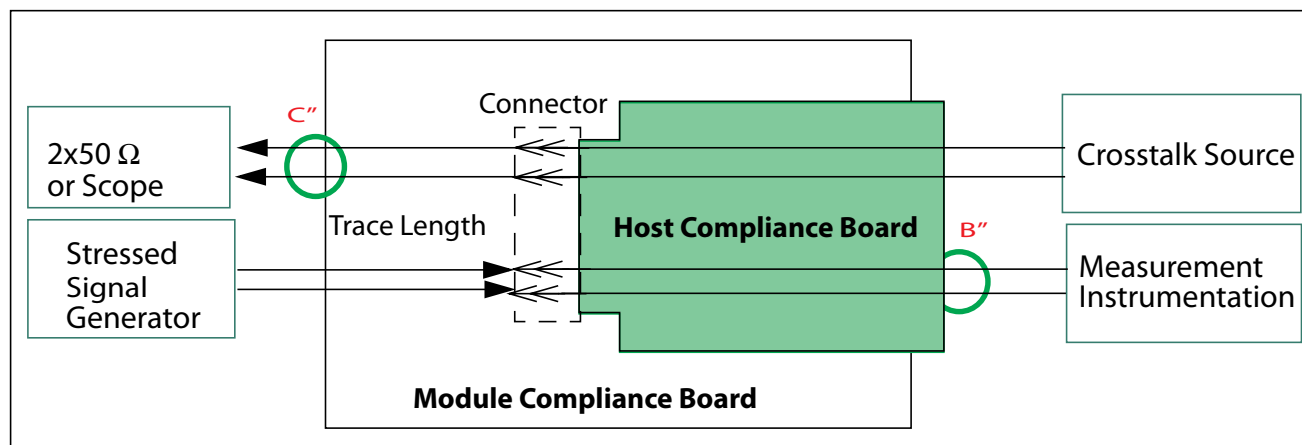 C”
Connector
2x50 Ω
or Scope
Crosstalk Source
Trace Length
Host Compliance Board
B”
Stressed
Signal
Generator
Measurement
Instrumentation
Module Compliance Board